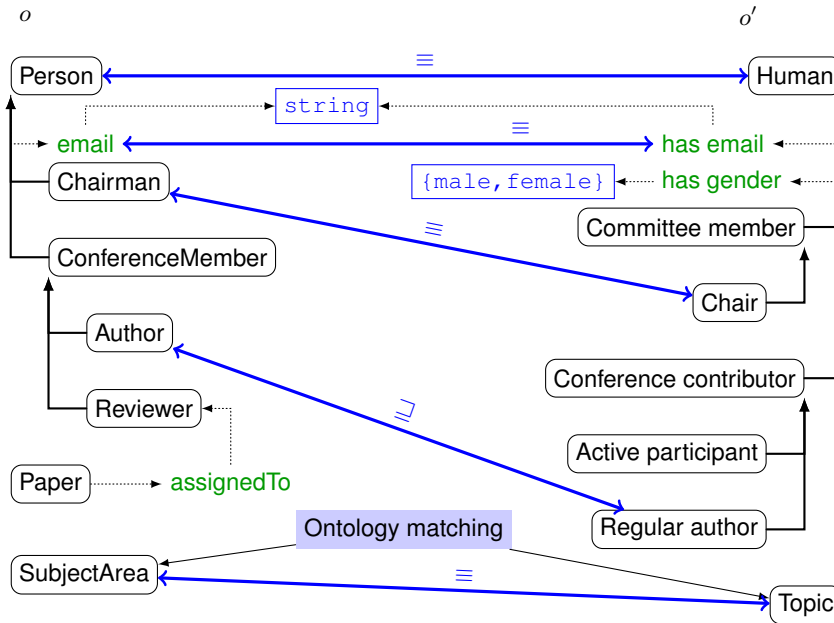 o o′
Person ≡ Human
string
email ≡ has email
Chairman {male,female} has gender
≡ Committee member
ConferenceMember
Chair
Author
Conference contributor
Reviewer ⊒
Active participant
Paper assignedTo
Ontology matching Regular author
SubjectArea ≡
Topic